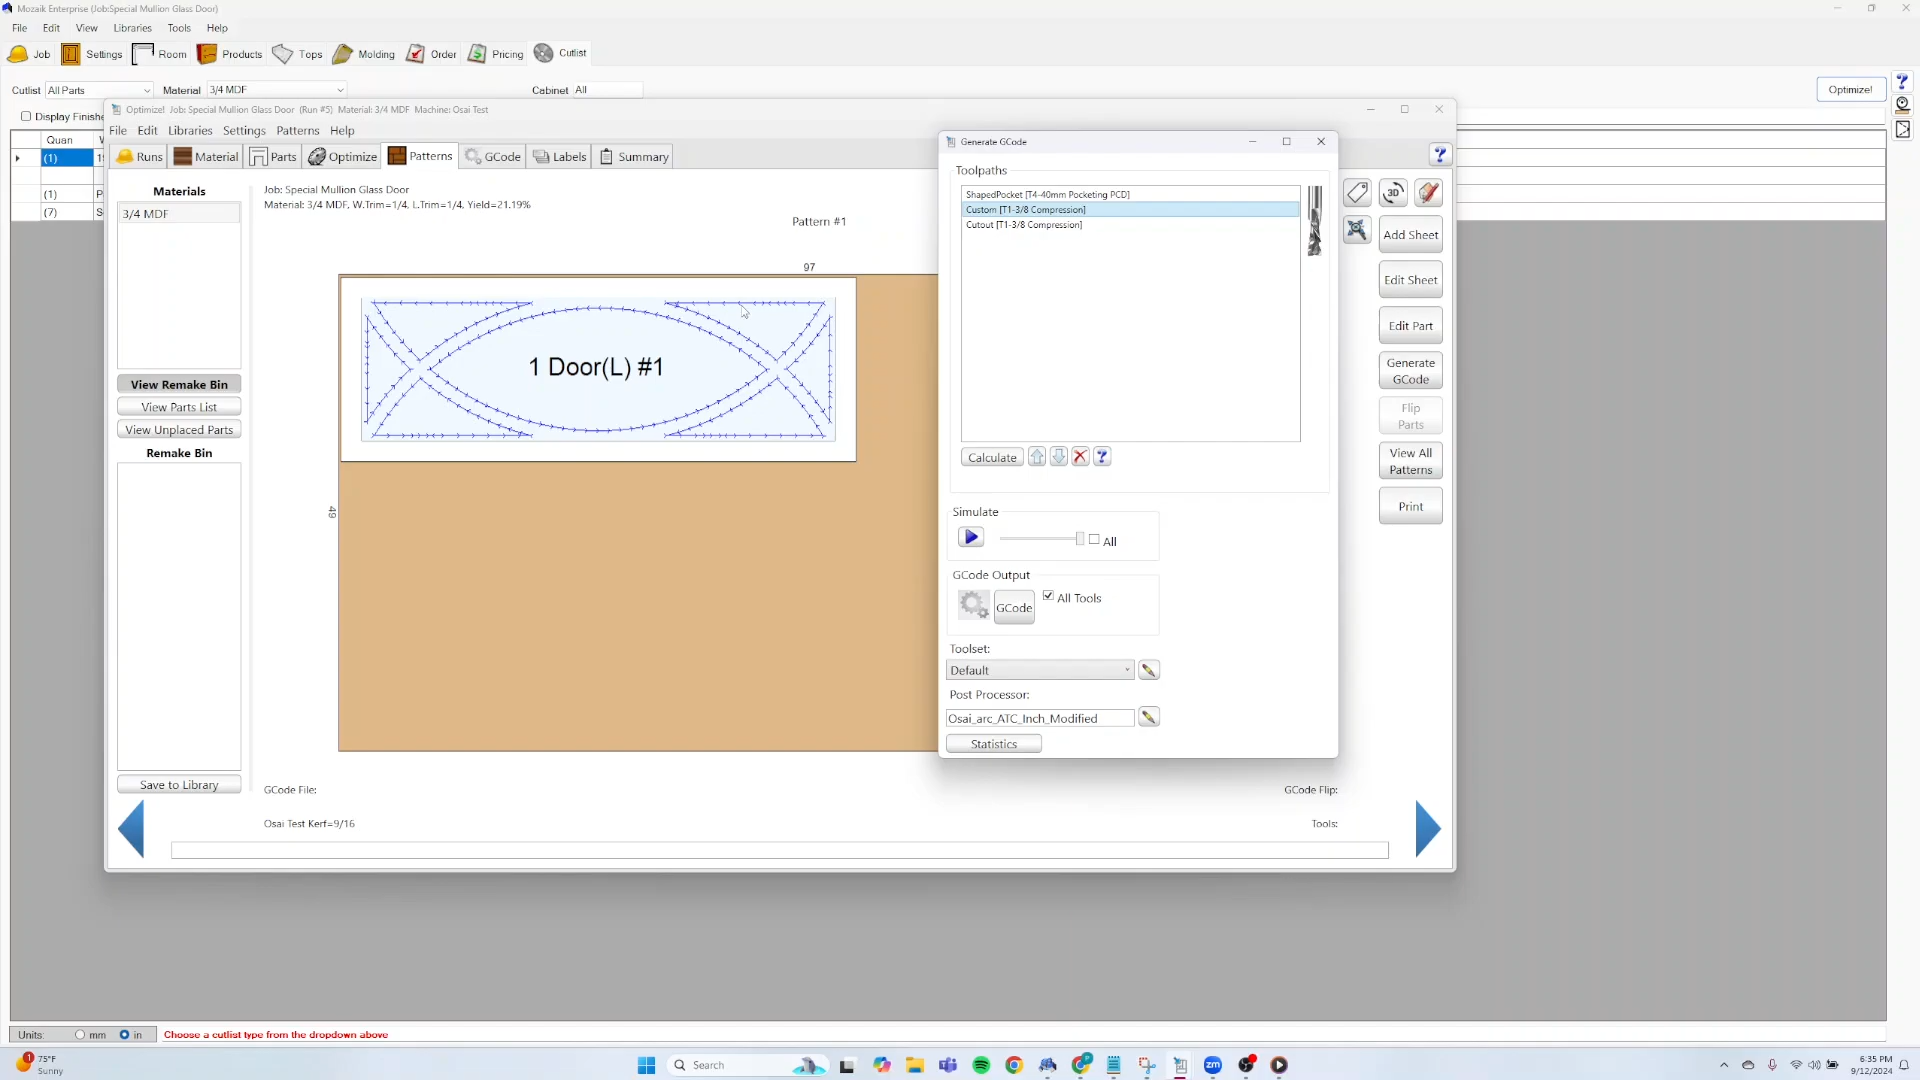 Mozaik Enterprise (Job:Special Mullion Glass Door)
File Edit View Libraries Tools Help
Job Settings Room Products Tops Molding Order Pricing Cutlist
Cutlist All Parts Material 3/4 MDF Cabinet All
Optimize!
Display Finishe
Quan
(1)
(1)
(7)
Optimize! Job: Special Mullion Glass Door (Run #5) Material: 3/4 MDF Machine: Osai Test
File Edit Libraries Settings Patterns Help
Runs Material Parts Optimize Patterns GCode Labels Summary
Materials
3/4 MDF
View Remake Bin
View Parts List
View Unplaced Parts
Remake Bin
Save to Library
Job: Special Mullion Glass Door
Material: 3/4 MDF, W.Trim=1/4, L.Trim=1/4, Yield=21.19%
Pattern #1
97
49
1 Door(L) #1
GCode File:
GCode Flip:
Osai Test Kerf=9/16
Tools:
Generate GCode
Toolpaths
ShapedPocket [T4-40mm Pocketing PCD]
Custom [T1-3/8 Compression]
Cutout [T1-3/8 Compression]
Calculate
Simulate
All
GCode Output
GCode
All Tools
Toolset:
Default
Post Processor:
Osai_arc_ATC_Inch_Modified
Statistics
3D
Add Sheet
Edit Sheet
Edit Part
Generate
GCode
Flip
Parts
View All
Patterns
Print
Units: mm in Choose a cutlist type from the dropdown above
1
75°F
Sunny
Search
6:35 PM
9/12/2024